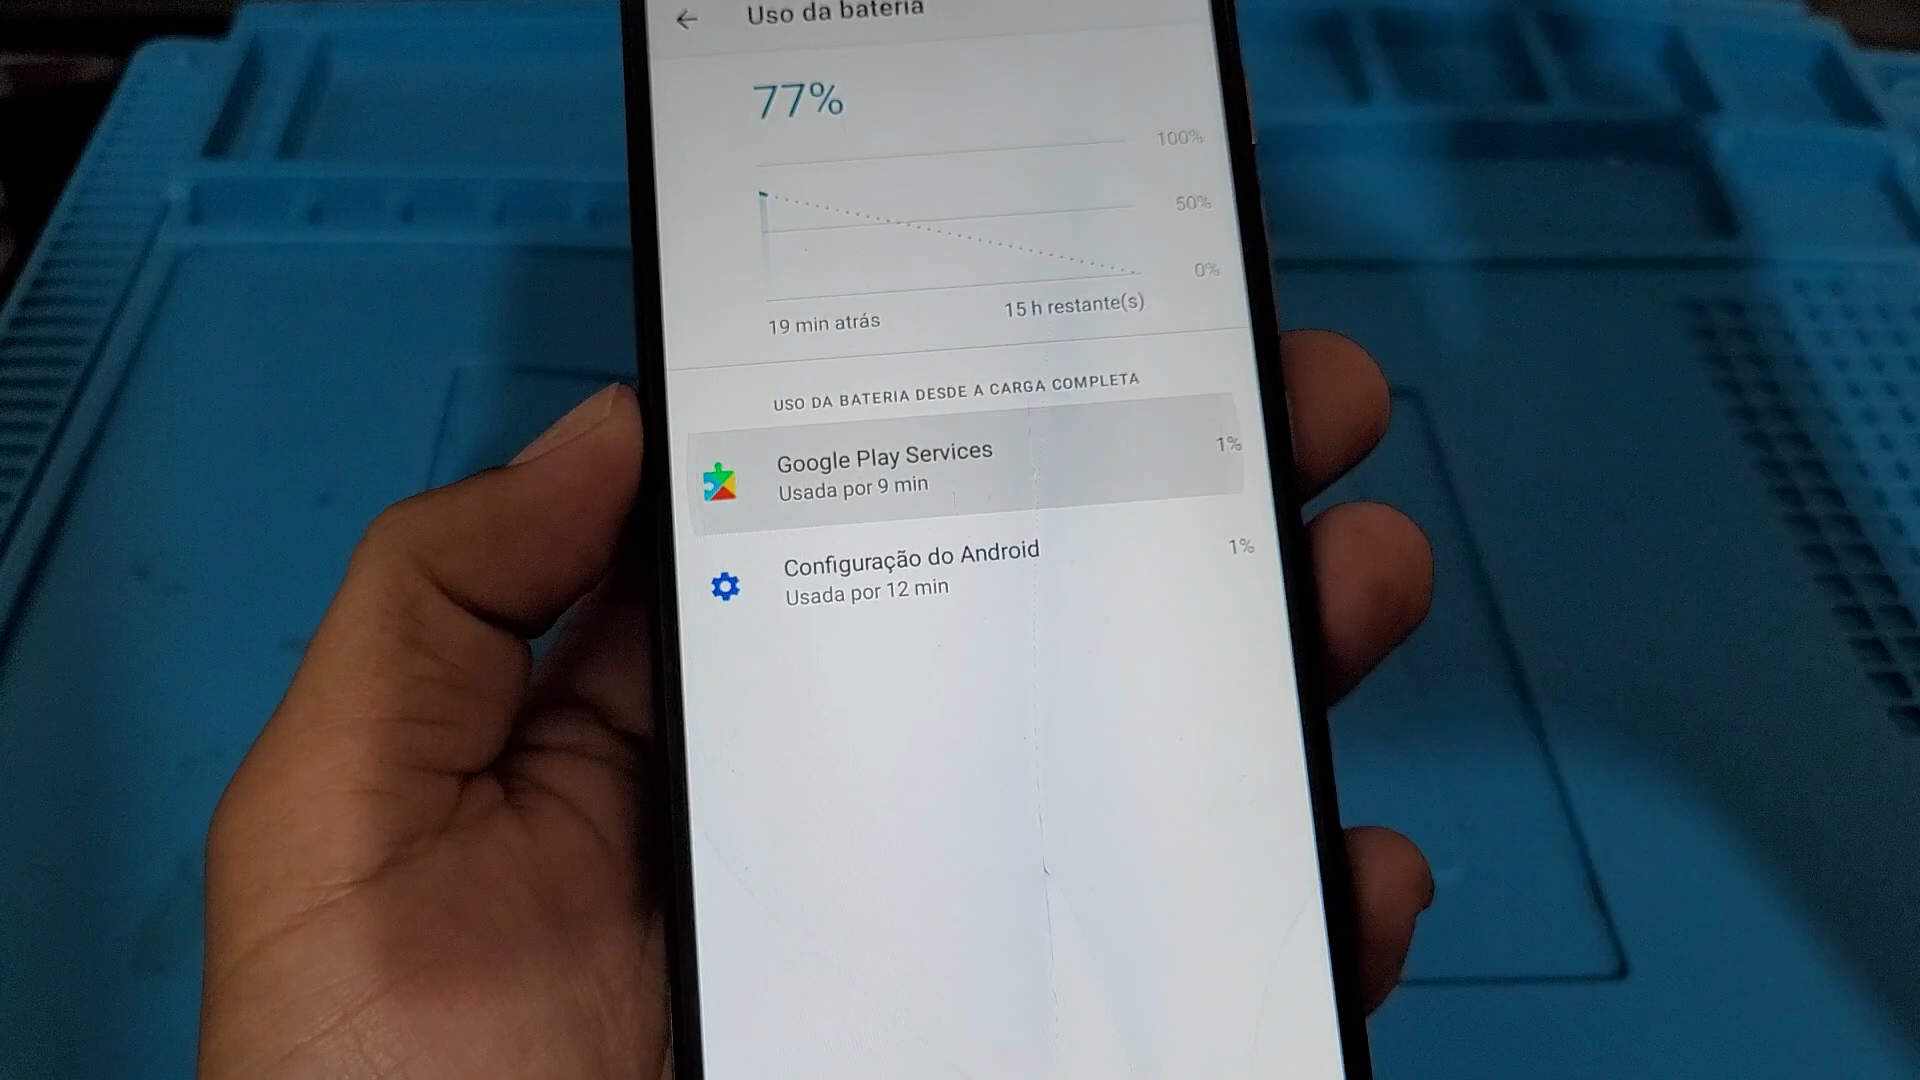 Uso da bateria
77%
100%
50%
0%
19 min atrás
15 h restante(s)
USO DA BATERIA DESDE A CARGA COMPLETA
Google Play Services
1%
Usada por 9 min
Configuração do Android
1%
Usada por 12 min